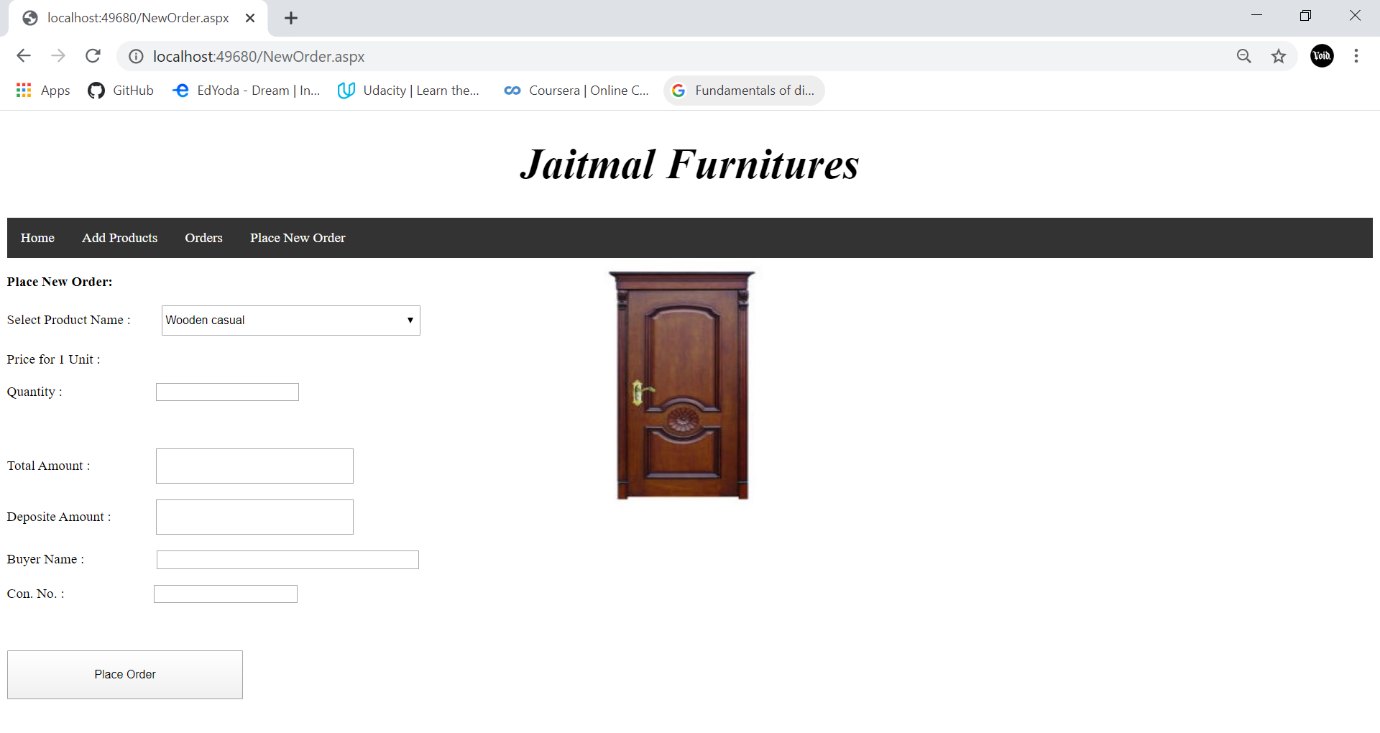 localhost:49680/NewOrder.aspx
localhost:49680/NewOrder.aspx
Void.
Apps GitHub EdYoda - Dream | In... Udacity | Learn the... Coursera | Online C... Fundamentals of di...
Jaitmal Furnitures
Home Add Products Orders Place New Order
Place New Order:
Select Product Name : Wooden casual
Price for 1 Unit :
Quantity :
Total Amount :
Deposite Amount :
Buyer Name :
Con. No. :
Place Order